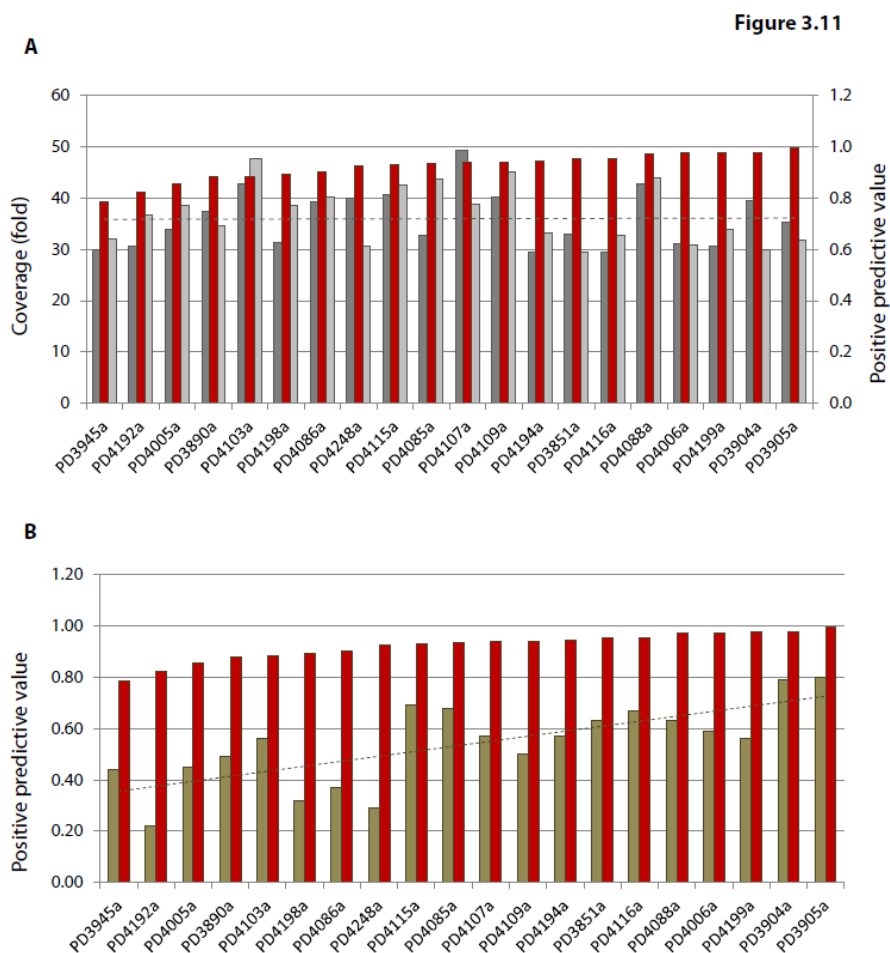 Figure 3.11
A
Coverage (fold)
60
50
40
30
20
10
0
1.2
1.0
0.8
0.6
0.4
0.2
0.0
Positive predictive value
PD3945a
PD4192a
PD4005a
PD3890a
PD4103a
PD4198a
PD4086a
PD4248a
PD4115a
PD4085a
PD4107a
PD4109a
PD4194a
PD3851a
PD4116a
PD4088a
PD4006a
PD4199a
PD3904a
PD3905a
B
Positive predictive value
1.20
1.00
0.80
0.60
0.40
0.20
0.00
PD3945a
PD4192a
PD4005a
PD3890a
PD4103a
PD4198a
PD4086a
PD4248a
PD4115a
PD4085a
PD4107a
PD4109a
PD4194a
PD3851a
PD4116a
PD4088a
PD4006a
PD4199a
PD3904a
PD3905a